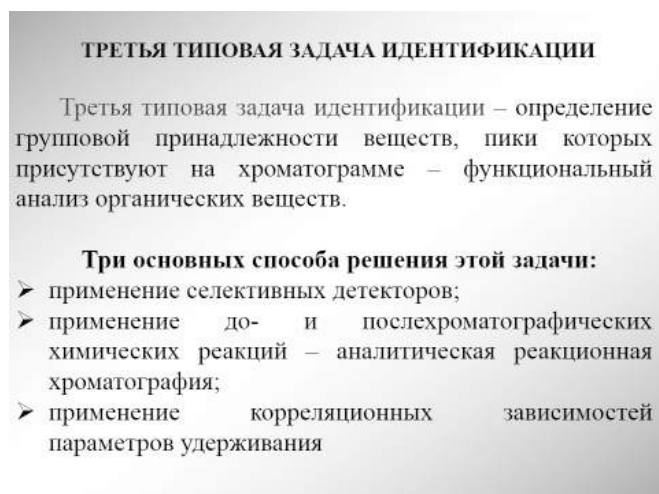 ТРЕТЬЯ ТИПОВАЯ ЗАДАЧА ИДЕНТИФИКАЦИИ
Третья типовая задача идентификации – определение
групповой принадлежности веществ, пики которых
присутствуют на хроматограмме – функциональный
анализ органических веществ.
Три основных способа решения этой задачи:
➢ применение селективных детекторов;
➢ применение до- и послехроматографических
химических реакций – аналитическая реакционная
хроматография;
➢ применение корреляционных зависимостей
параметров удерживания